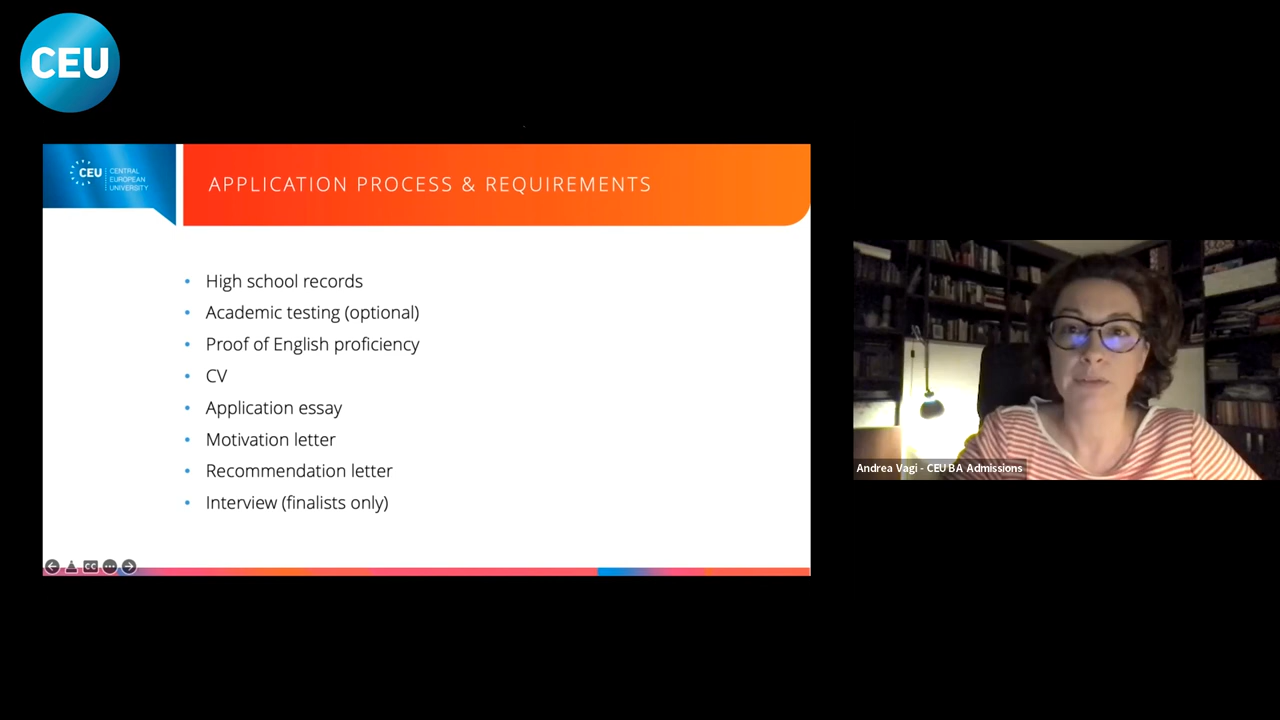 CEU
CEU
CENTRAL
EUROPEAN
UNIVERSITY
APPLICATION PROCESS & REQUIREMENTS
• High school records
• Academic testing (optional)
• Proof of English proficiency
• CV
• Application essay
• Motivation letter
• Recommendation letter
• Interview (finalists only)
CC
Andrea Vagi - CEU BA Admissions